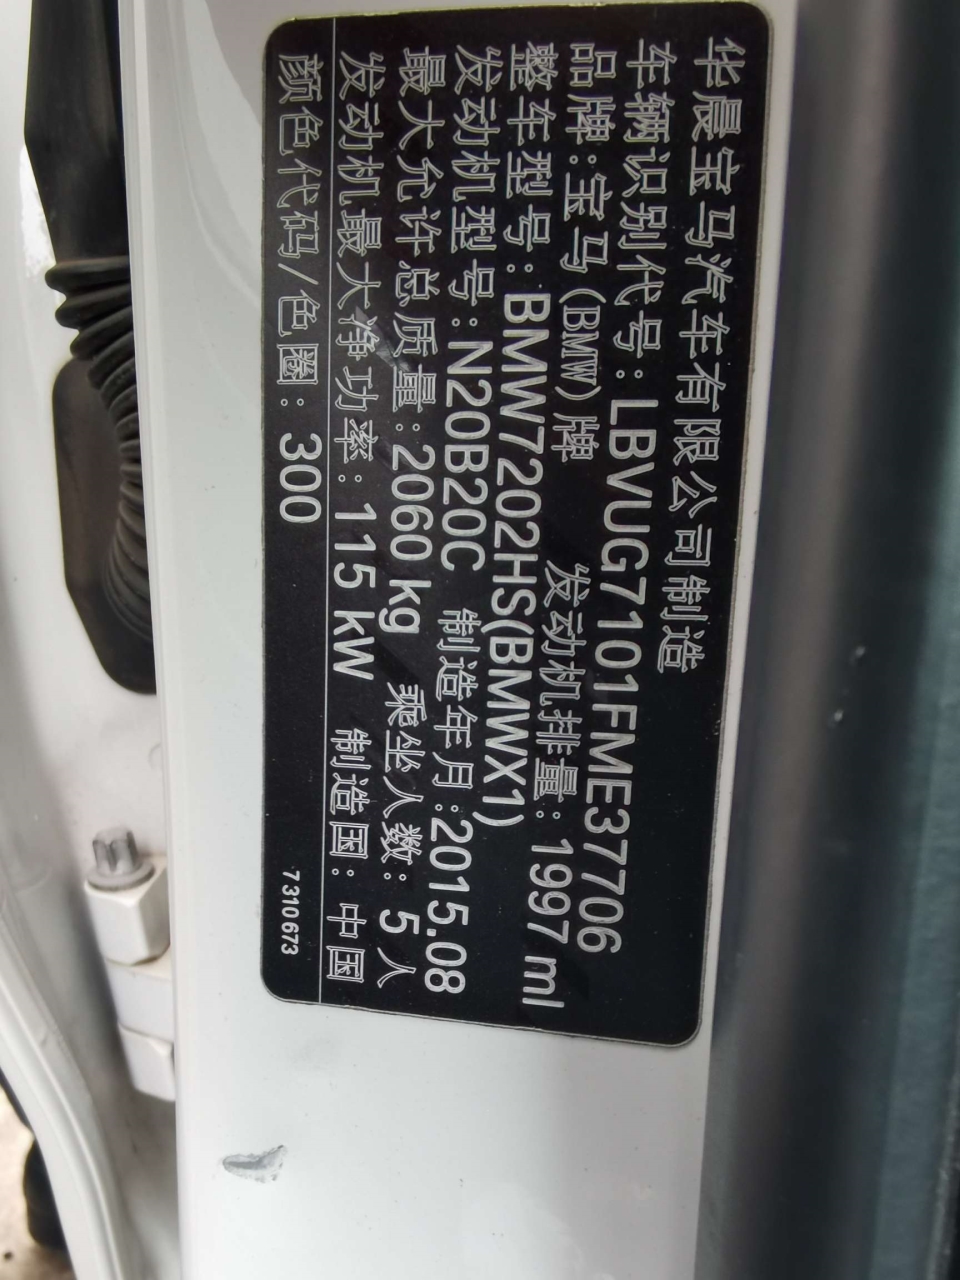 华晨宝马汽车有限公司制造
车辆识别代号:LBVUG7101FME37706
品牌:宝马(BMW)牌 发动机排量:1997 ml
整车型号:BMW7202HS(BMWX1)
发动机型号:N20B20C 制造年月:2015.08
最大允许总质量:2060 kg 乘坐人数:5人
发动机最大净功率:115 kW 制造国:中国
颜色代码/色圈:300 7310673